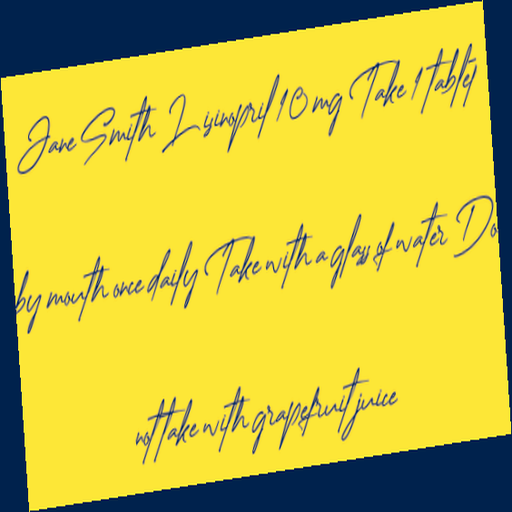 Jane Smith Lisinopril 10 mg Take 1 tablet
by mouth once daily Take with a glass of water Do
not take with grapefruit juice